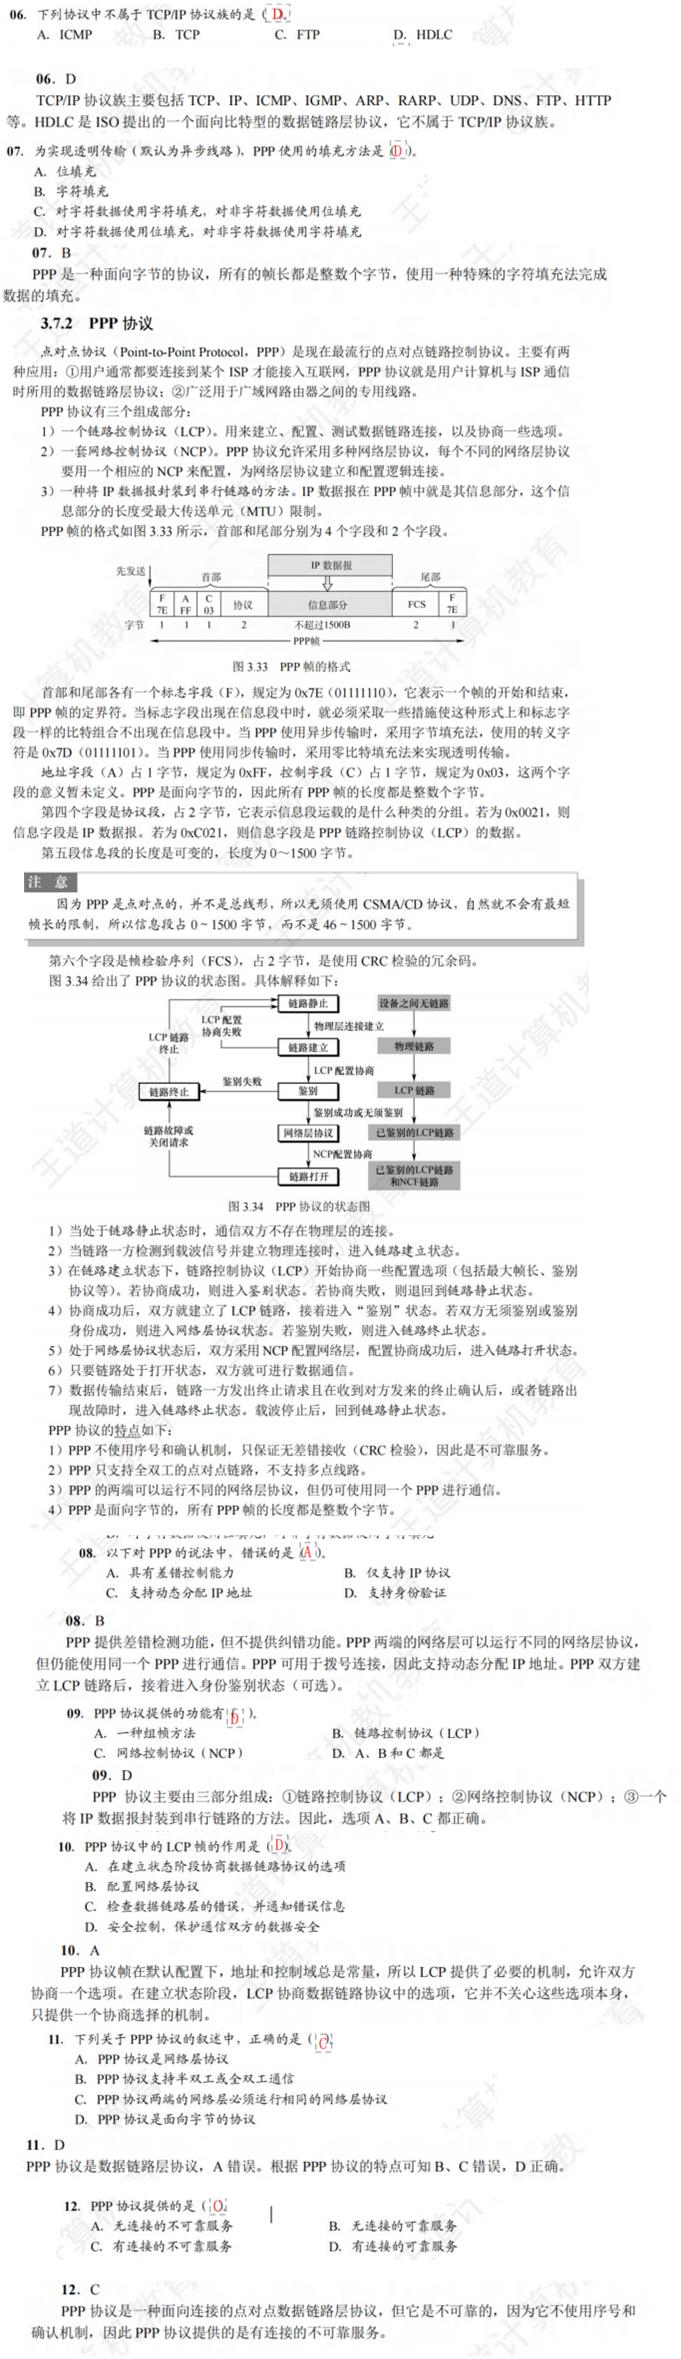 06. 下列协议中不属于 TCP/IP 协议族的是 ( D.
A. ICMP B. TCP C. FTP D. HDLC
06. D
TCP/IP 协议族主要包括 TCP、IP、ICMP、IGMP、ARP、RARP、UDP、DNS、FTP、HTTP
等。HDLC 是 ISO 提出的一个面向比特型的数据链路层协议，它不属于 TCP/IP 协议族。
07. 为实现透明传输（默认为异步线路），PPP 使用的填充方法是 (D)。
A. 位填充
B. 字符填充
C. 对字符数据使用字符填充，对非字符数据使用位填充
D. 对字符数据使用位填充，对非字符数据使用字符填充
07. B
PPP 是一种面向字节的协议，所有的帧长都是整数个字节，使用一种特殊的字符填充法完成
数据的填充。
3.7.2 PPP 协议
点对点协议（Point-to-Point Protocol，PPP）是现在最流行的点对点链路控制协议。主要有两
种应用：①用户通常都要连接到某个 ISP 才能接入互联网，PPP 协议就是用户计算机与 ISP 通信
时所用的数据链路层协议；②广泛用于广域网路由器之间的专用线路。
PPP 协议有三个组成部分：
1）一个链路控制协议（LCP）。用来建立、配置、测试数据链路连接，以及协商一些选项。
2）一套网络控制协议（NCP）。PPP 协议允许采用多种网络层协议，每个不同的网络层协议
要用一个相应的 NCP 来配置，为网络层协议建立和配置逻辑连接。
3）一种将 IP 数据报封装到串行链路的方法。IP 数据报在 PPP 帧中就是其信息部分，这个信
息部分的长度受最大传送单元（MTU）限制。
PPP 帧的格式如图 3.33 所示，首部和尾部分别为 4 个字段和 2 个字段。
IP 数据报
先发送 首部 尾部
F A C 协议 信息部分 FCS F
7E FF 03 7E
字节 1 1 1 2 不超过1500B 2 1
PPP帧
图 3.33 PPP 帧的格式
首部和尾部各有一个标志字段（F），规定为 0x7E（01111110），它表示一个帧的开始和结束，
即 PPP 帧的定界符。当标志字段出现在信息段中时，就必须采取一些措施使这种形式上和标志字
段一样的比特组合不出现在信息段中。当 PPP 使用异步传输时，采用字节填充法，使用的转义字
符是 0x7D（01111101）。当 PPP 使用同步传输时，采用零比特填充法来实现透明传输。
地址字段（A）占 1 字节，规定为 0xFF，控制字段（C）占 1 字节，规定为 0x03，这两个字
段的意义暂未定义。PPP 是面向字节的，因此所有 PPP 帧的长度都是整数个字节。
第四个字段是协议段，占 2 字节，它表示信息段运载的是什么种类的分组。若为 0x0021，则
信息字段是 IP 数据报。若为 0xC021，则信息字段是 PPP 链路控制协议（LCP）的数据。
第五段信息段的长度是可变的，长度为 0～1500 字节。
注 意
因为 PPP 是点对点的，并不是总线形，所以无须使用 CSMA/CD 协议，自然就不会有最短
帧长的限制，所以信息段占 0 ~ 1500 字节，而不是 46 ~ 1500 字节。
第六个字段是帧检验序列（FCS），占 2 字节，是使用 CRC 检验的冗余码。
图 3.34 给出了 PPP 协议的状态图。具体解释如下：
链路静止 设备之间无链路
LCP 配置
协商失败
物理层连接建立
LCP 链路
终止
链路建立 物理链路
LCP 配置协商
鉴别失败
链路终止 鉴别 LCP 链路
鉴别成功或无须鉴别
链路故障或
关闭请求
网络层协议 已鉴别的LCP链路
NCP配置协商
链路打开 已鉴别的LCP链路
和NCF链路
图 3.34 PPP 协议的状态图
1）当处于链路静止状态时，通信双方不存在物理层的连接。
2）当链路一方检测到载波信号并建立物理连接时，进入链路建立状态。
3）在链路建立状态下，链路控制协议（LCP）开始协商一些配置选项（包括最大帧长、鉴别
协议等）。若协商成功，则进入鉴别状态。若协商失败，则退回到链路静止状态。
4）协商成功后，双方就建立了 LCP 链路，接着进入“鉴别”状态。若双方无须鉴别或鉴别
身份成功，则进入网络层协议状态。若鉴别失败，则进入链路终止状态。
5）处于网络层协议状态后，双方采用 NCP 配置网络层，配置协商成功后，进入链路打开状态。
6）只要链路处于打开状态，双方就可进行数据通信。
7）数据传输结束后，链路一方发出终止请求且在收到对方发来的终止确认后，或者链路出
现故障时，进入链路终止状态。载波停止后，回到链路静止状态。
PPP 协议的特点如下：
1）PPP 不使用序号和确认机制，只保证无差错接收（CRC 检验），因此是不可靠服务。
2）PPP 只支持全双工的点对点链路，不支持多点线路。
3）PPP 的两端可以运行不同的网络层协议，但仍可使用同一个 PPP 进行通信。
4）PPP 是面向字节的，所有 PPP 帧的长度都是整数个字节。
08. 以下对 PPP 的说法中，错误的是 (A)。
A. 具有差错控制能力 B. 仅支持 IP 协议
C. 支持动态分配 IP 地址 D. 支持身份验证
08. B
PPP 提供差错检测功能，但不提供纠错功能。PPP 两端的网络层可以运行不同的网络层协议，
但仍能使用同一个 PPP 进行通信。PPP 可用于拨号连接，因此支持动态分配 IP 地址。PPP 双方建
立 LCP 链路后，接着进入身份鉴别状态（可选）。
09. PPP 协议提供的功能有 ( D )。
A. 一种组帧方法 B. 链路控制协议（LCP）
C. 网络控制协议（NCP） D. A、B 和 C 都是
09. D
PPP 协议主要由三部分组成：①链路控制协议（LCP）；②网络控制协议（NCP）；③一个
将 IP 数据报封装到串行链路的方法。因此，选项 A、B、C 都正确。
10. PPP 协议中的 LCP 帧的作用是 (D)。
A. 在建立状态阶段协商数据链路协议的选项
B. 配置网络层协议
C. 检查数据链路层的错误，并通知错误信息
D. 安全控制，保护通信双方的数据安全
10. A
PPP 协议帧在默认配置下，地址和控制域总是常量，所以 LCP 提供了必要的机制，允许双方
协商一个选项。在建立状态阶段，LCP 协商数据链路协议中的选项，它并不关心这些选项本身，
只提供一个协商选择的机制。
11. 下列关于 PPP 协议的叙述中，正确的是 ( C
A. PPP 协议是网络层协议
B. PPP 协议支持半双工或全双工通信
C. PPP 协议两端的网络层必须运行相同的网络层协议
D. PPP 协议是面向字节的协议
11. D
PPP 协议是数据链路层协议，A 错误。根据 PPP 协议的特点可知 B、C 错误，D 正确。
12. PPP 协议提供的是 (
A. 无连接的不可靠服务 B. 无连接的可靠服务
C. 有连接的不可靠服务 D. 有连接的可靠服务
12. C
PPP 协议是一种面向连接的点对点数据链路层协议，但它是不可靠的，因为它不使用序号和
确认机制，因此 PPP 协议提供的是有连接的不可靠服务。